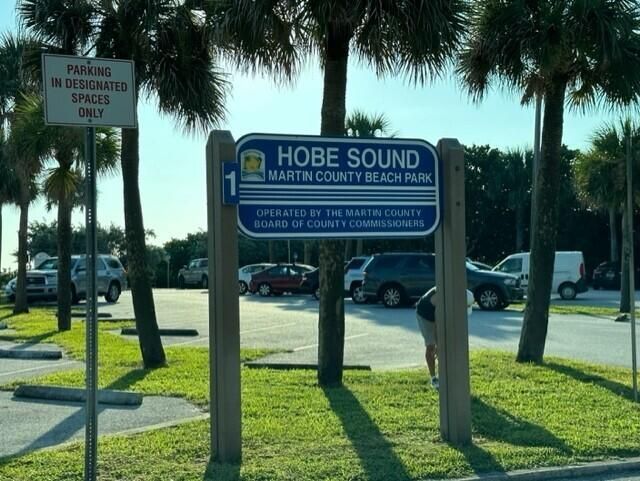 PARKING
IN DESIGNATED
SPACES
ONLY
1
HOBE SOUND
MARTIN COUNTY BEACH PARK
OPERATED BY THE MARTIN COUNTY
BOARD OF COUNTY COMMISSIONERS